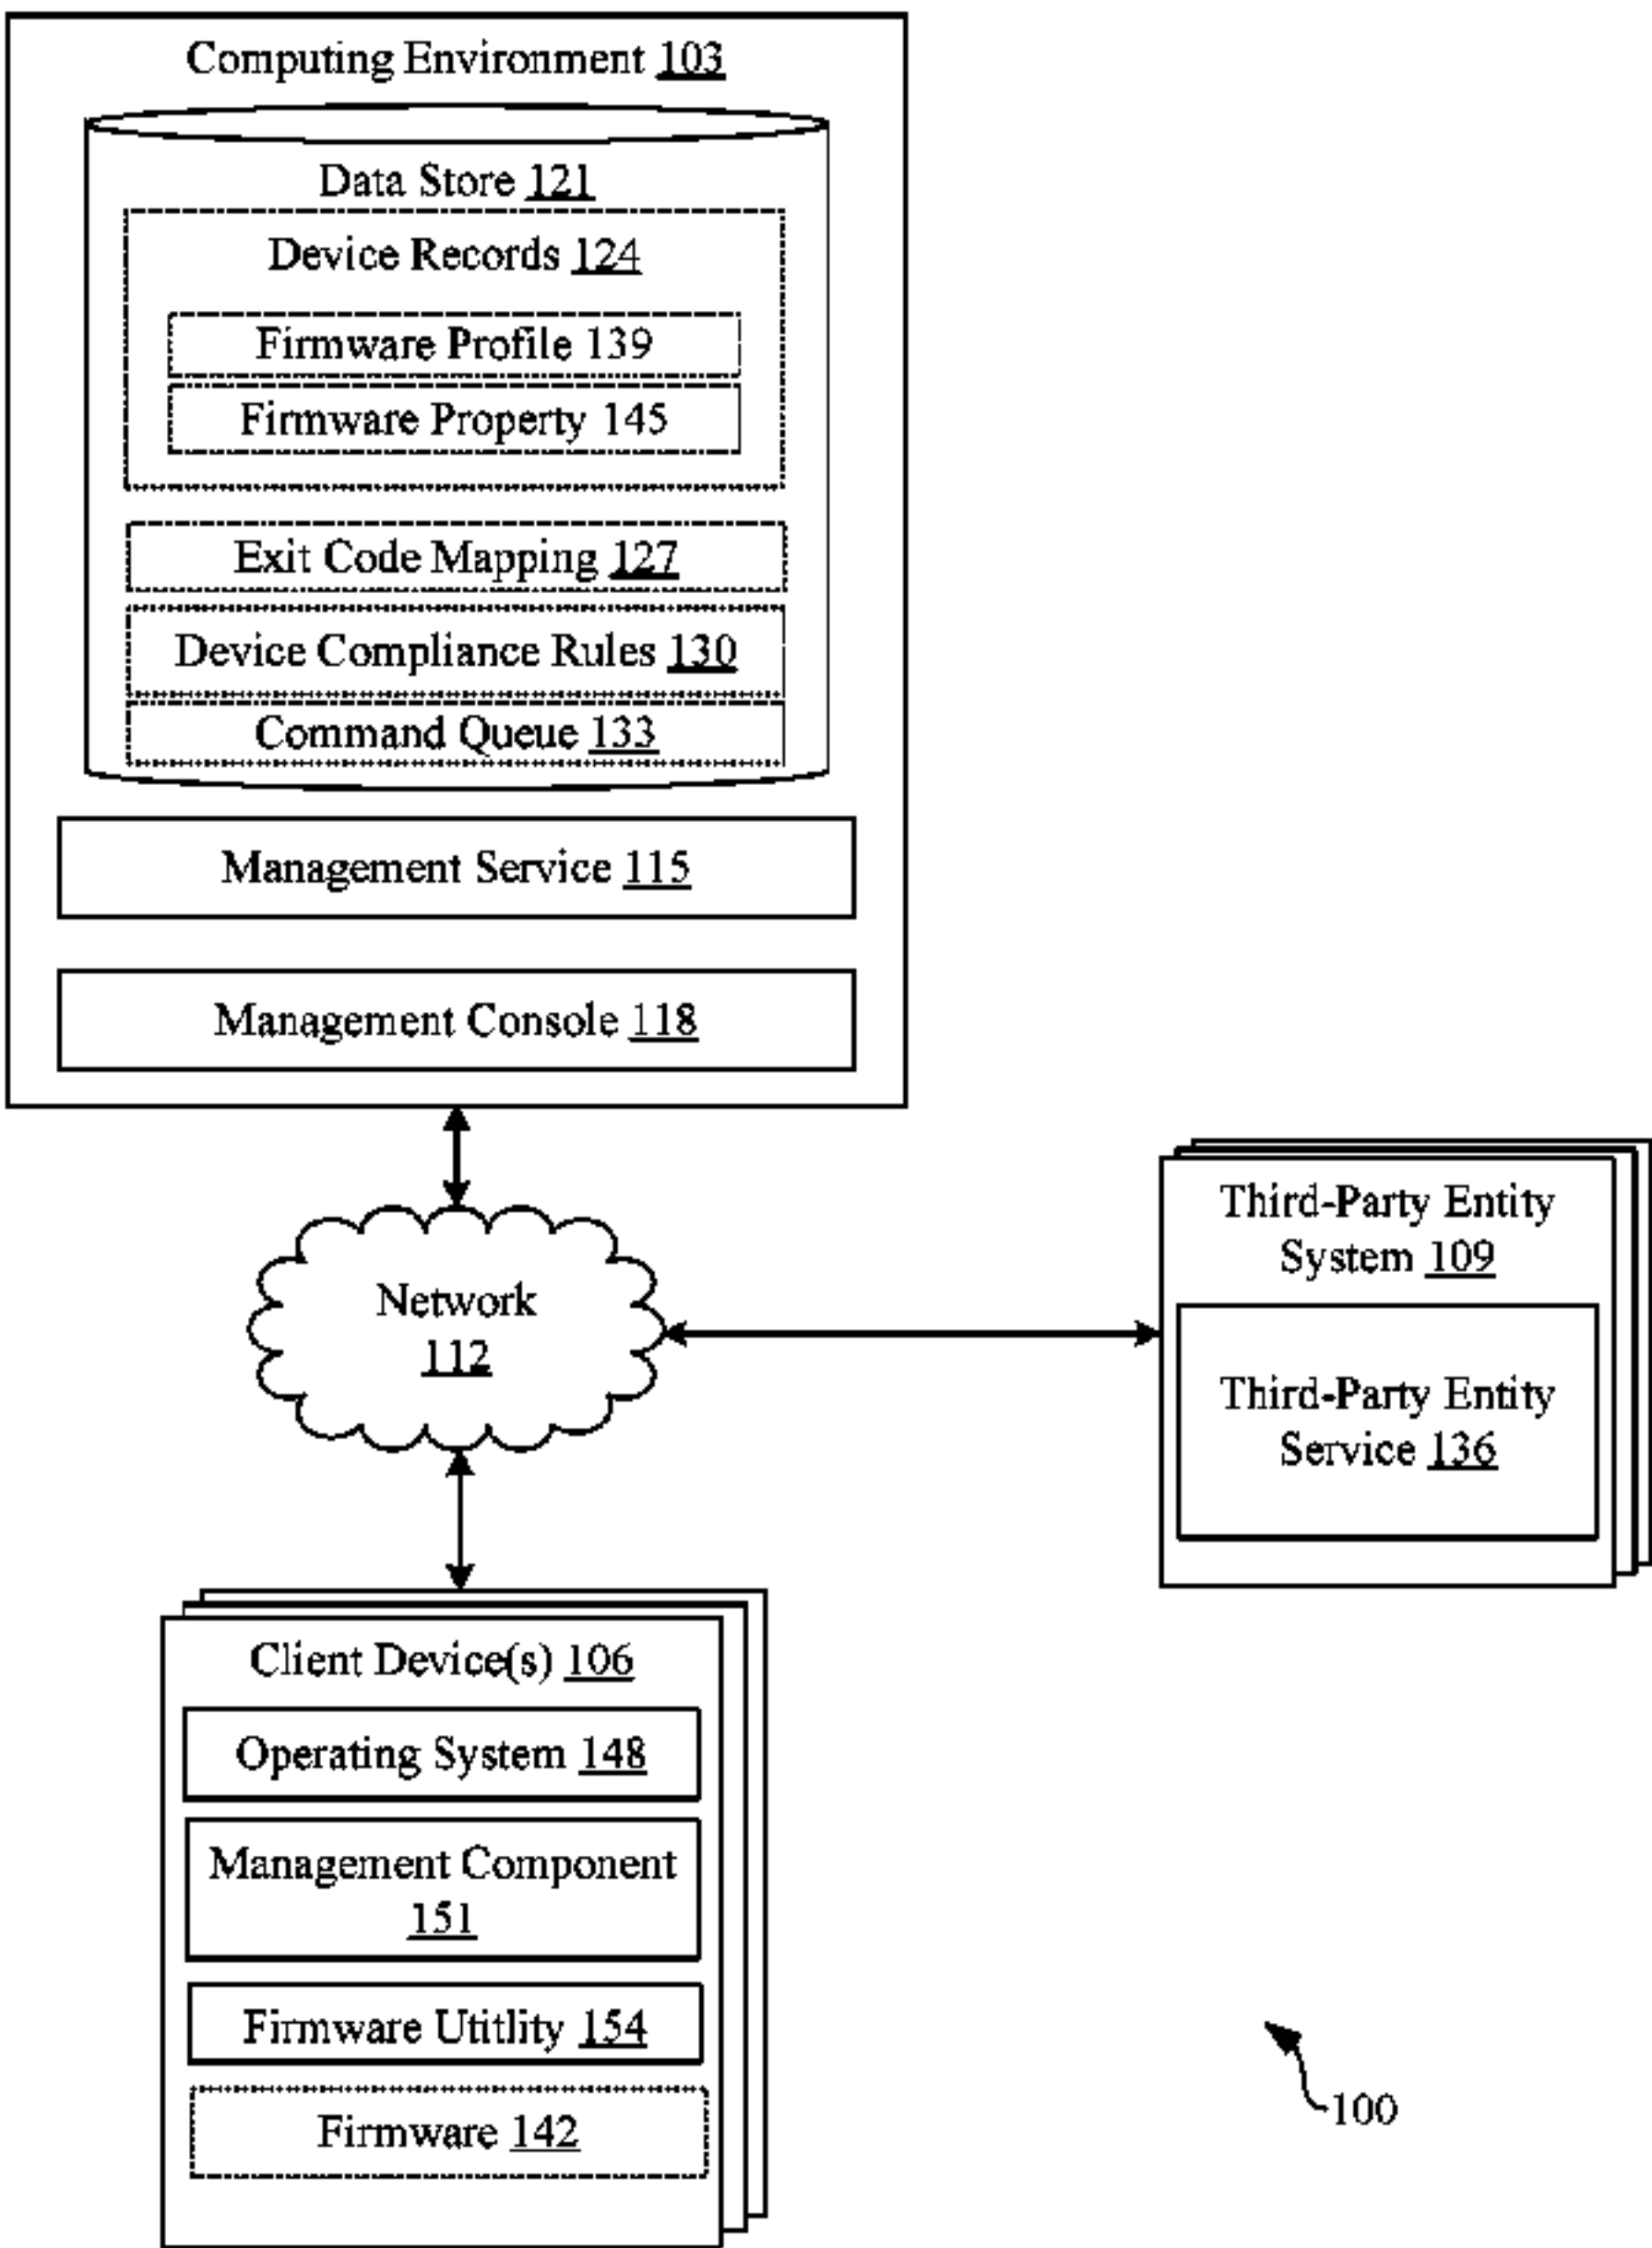 Computing Environment 103
Data Store 121
Device Records 124
Firmware Profile 139
Firmware Property 145
Exit Code Mapping 127
Device Compliance Rules 130
Command Queue 133
Management Service 115
Management Console 118
Network
112
Third-Party Entity
System 109
Third-Party Entity
Service 136
Client Device(s) 106
Operating System 148
Management Component
151
Firmware Utitlity 154
Firmware 142
100